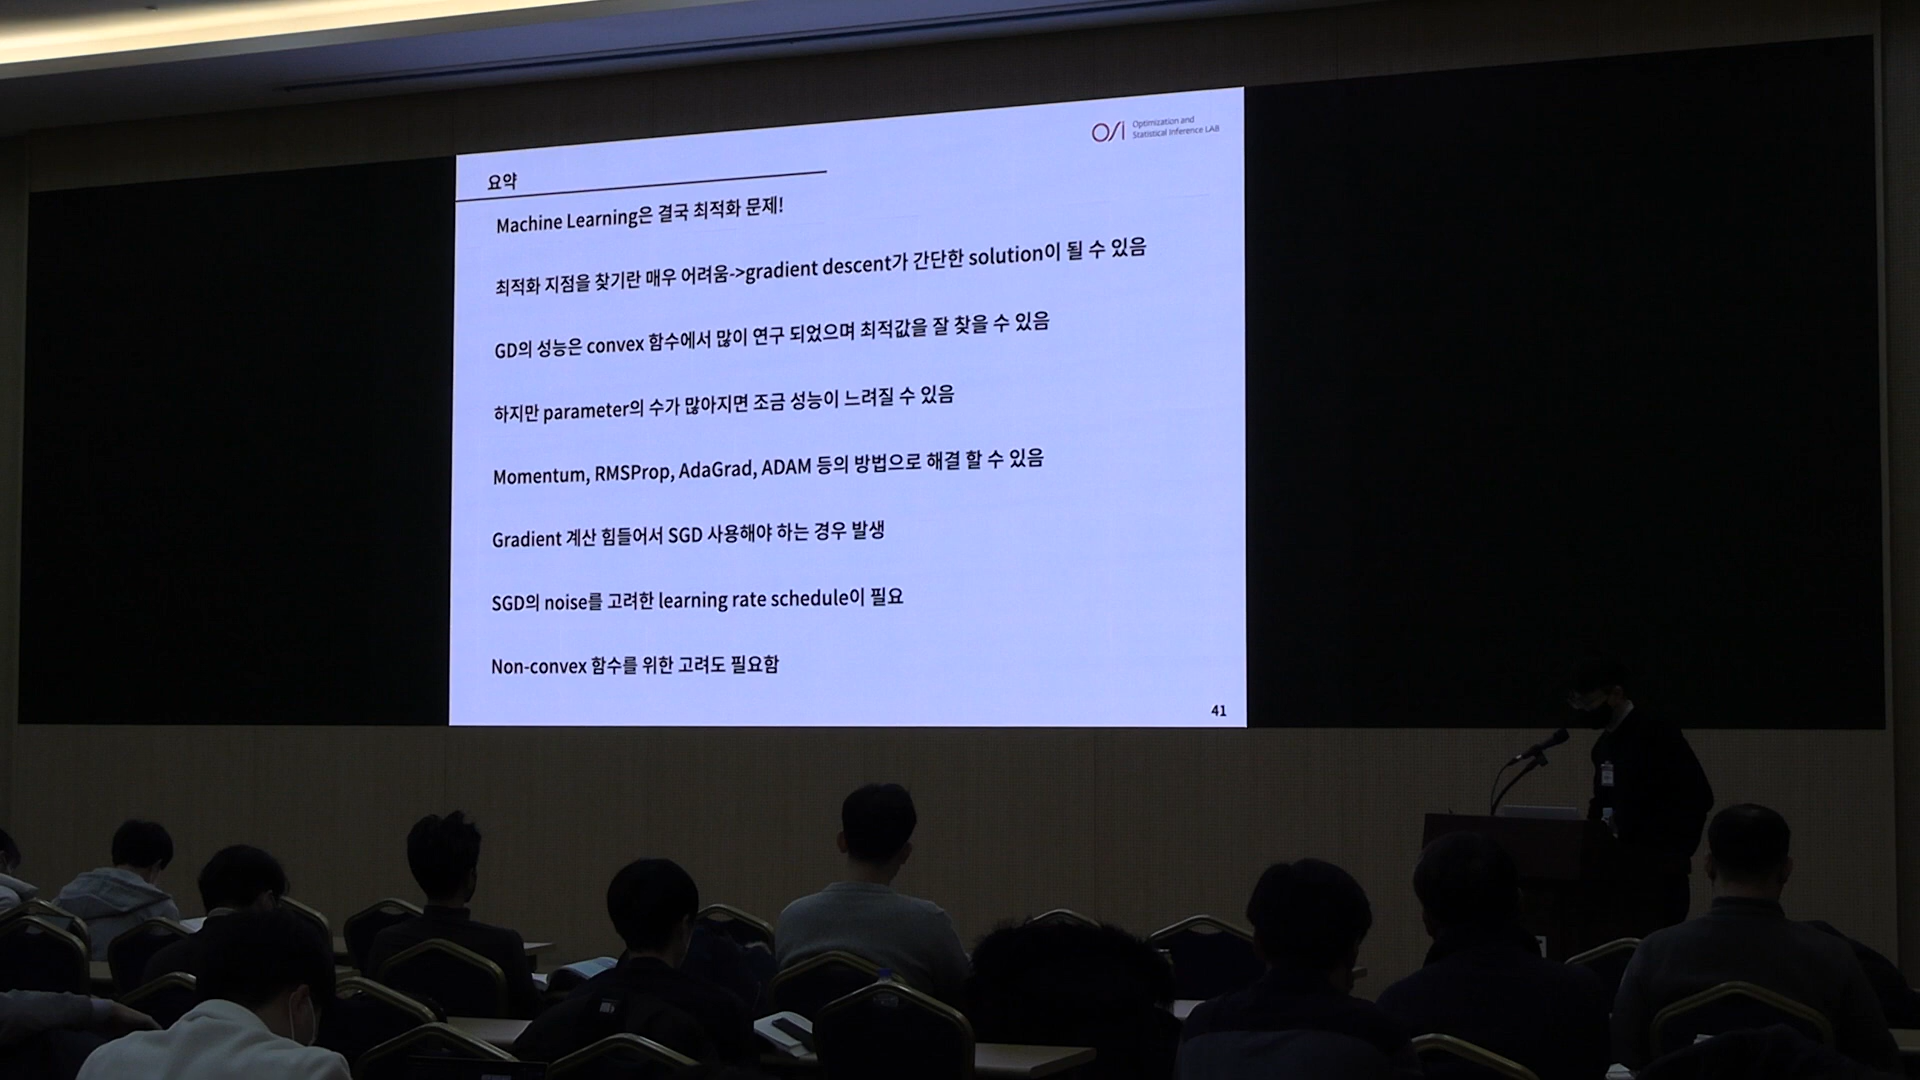 OSI Optimization and
Statistical Inference LAB
요약
Machine Learning은 결국 최적화 문제!
최적화 지점을 찾기란 매우 어려움->gradient descent가 간단한 solution이 될 수 있음
GD의 성능은 convex 함수에서 많이 연구 되었으며 최적값을 잘 찾을 수 있음
하지만 parameter의 수가 많아지면 조금 성능이 느려질 수 있음
Momentum, RMSProp, AdaGrad, ADAM 등의 방법으로 해결 할 수 있음
Gradient 계산 힘들어서 SGD 사용해야 하는 경우 발생
SGD의 noise를 고려한 learning rate schedule이 필요
Non-convex 함수를 위한 고려도 필요함
41